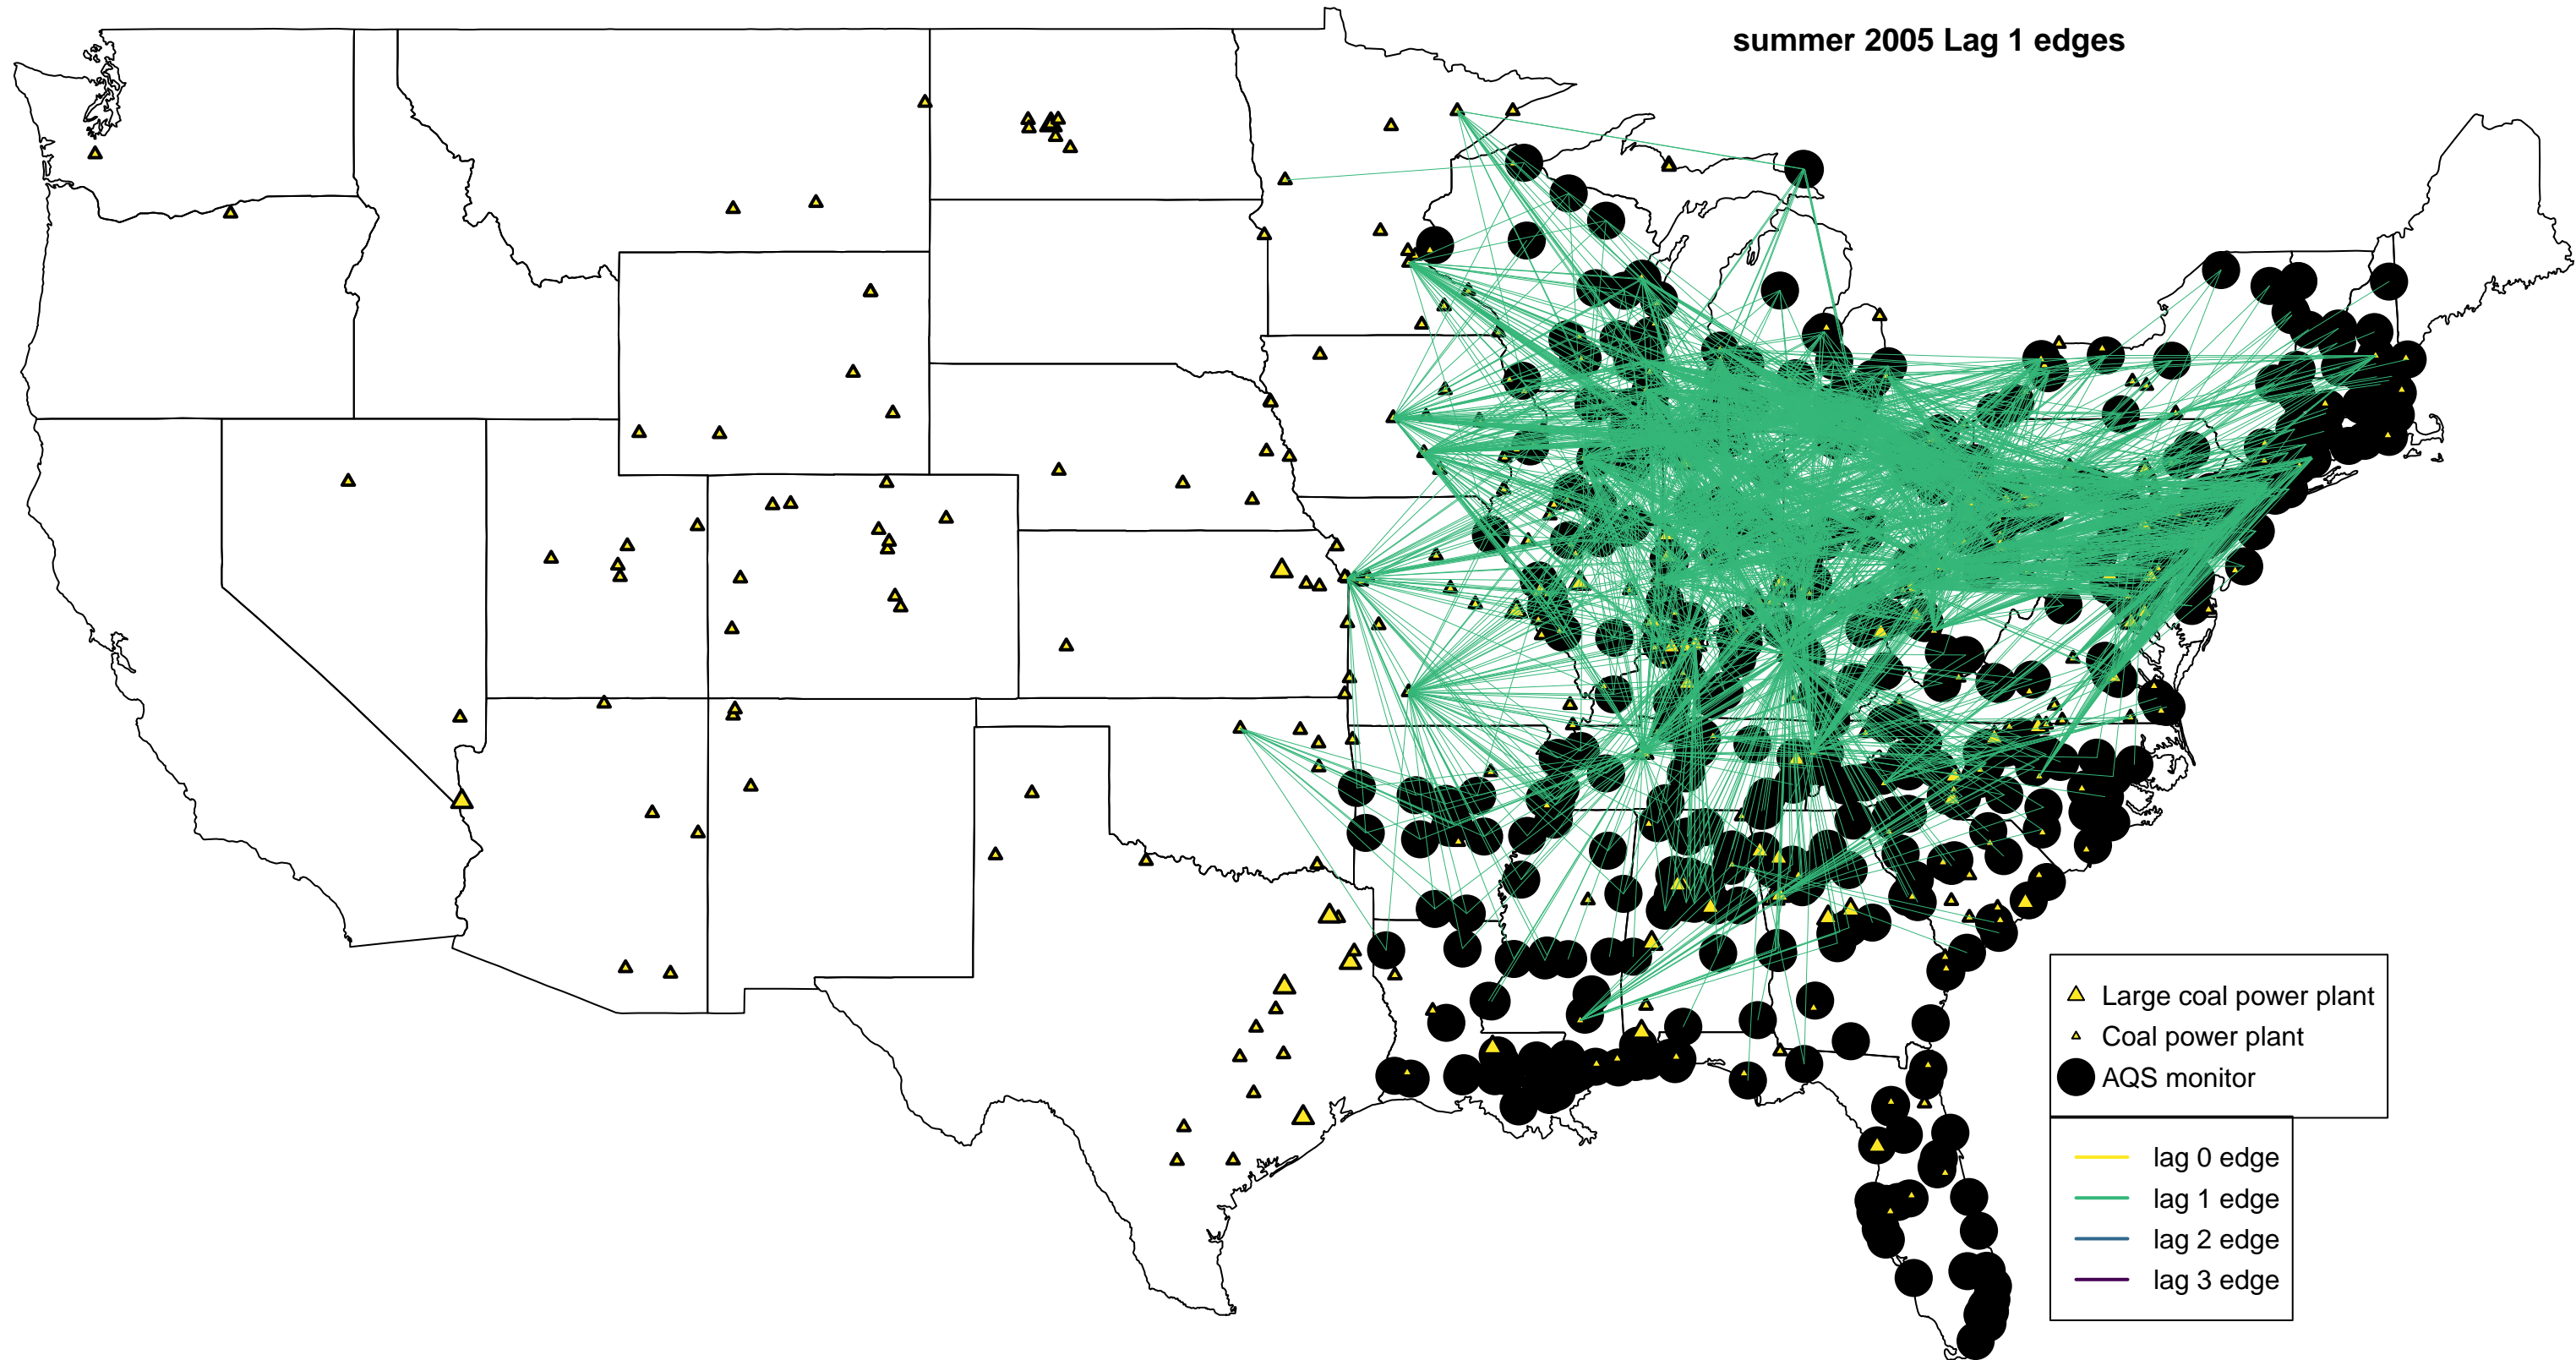 summer 2005 Lag 1 edges
Large coal power plant
Coal power plant
AQS monitor
lag 0 edge
lag 1 edge
lag 2 edge
lag 3 edge